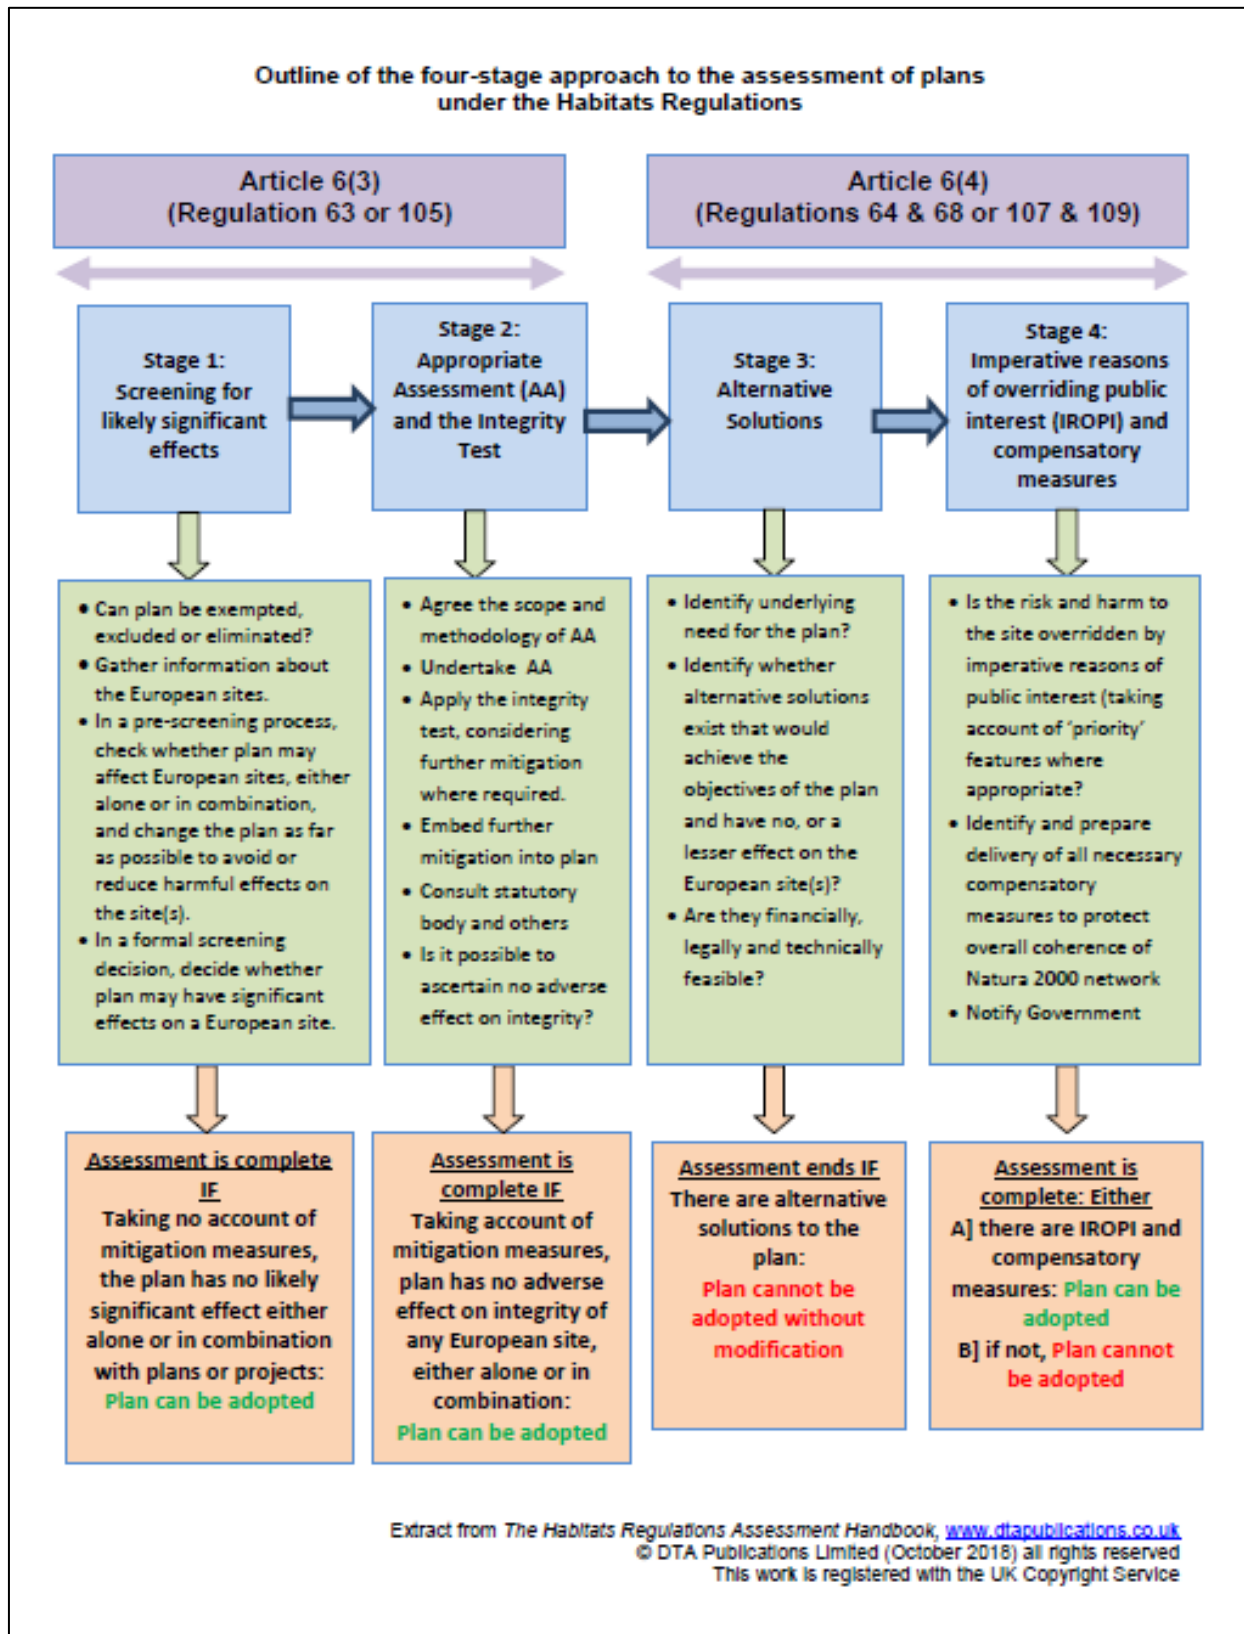 Outline of the four-stage approach to the assessment of plans
under the Habitats Regulations
Article 6(3)
(Regulation 63 or 105)
Article 6(4)
(Regulations 64 & 68 or 107 & 109)
Stage 1:
Screening for
likely significant
effects
Stage 2:
Appropriate
Assessment (AA)
and the Integrity
Test
Stage 3:
Alternative
Solutions
Stage 4:
Imperative reasons
of overriding public
interest (IROPI) and
compensatory
measures
• Can plan be exempted,
excluded or eliminated?
• Gather information about
the European sites.
• In a pre-screening process,
check whether plan may
affect European sites, either
alone or in combination,
and change the plan as far
as possible to avoid or
reduce harmful effects on
the site(s).
• In a formal screening
decision, decide whether
plan may have significant
effects on a European site.
• Agree the scope and
methodology of AA
• Undertake AA
• Apply the integrity
test, considering
further mitigation
where required.
• Embed further
mitigation into plan
• Consult statutory
body and others
• Is it possible to
ascertain no adverse
effect on integrity?
• Identify underlying
need for the plan?
• Identify whether
alternative solutions
exist that would
achieve the
objectives of the plan
and have no, or a
lesser effect on the
European site(s)?
• Are they financially,
legally and technically
feasible?
• Is the risk and harm to
the site overridden by
imperative reasons of
public interest (taking
account of ‘priority’
features where
appropriate?
• Identify and prepare
delivery of all necessary
compensatory
measures to protect
overall coherence of
Natura 2000 network
• Notify Government
Assessment is complete
IF
Taking no account of
mitigation measures,
the plan has no likely
significant effect either
alone or in combination
with plans or projects:
Plan can be adopted
Assessment is
complete IF
Taking account of
mitigation measures,
plan has no adverse
effect on integrity of
any European site,
either alone or in
combination:
Plan can be adopted
Assessment ends IF
There are alternative
solutions to the
plan:
Plan cannot be
adopted without
modification
Assessment is
complete: Either
A] there are IROPI and
compensatory
measures: Plan can be
adopted
B] if not, Plan cannot
be adopted
Extract from The Habitats Regulations Assessment Handbook, www.dtapublications.co.uk
© DTA Publications Limited (October 2018) all rights reserved
This work is registered with the UK Copyright Service